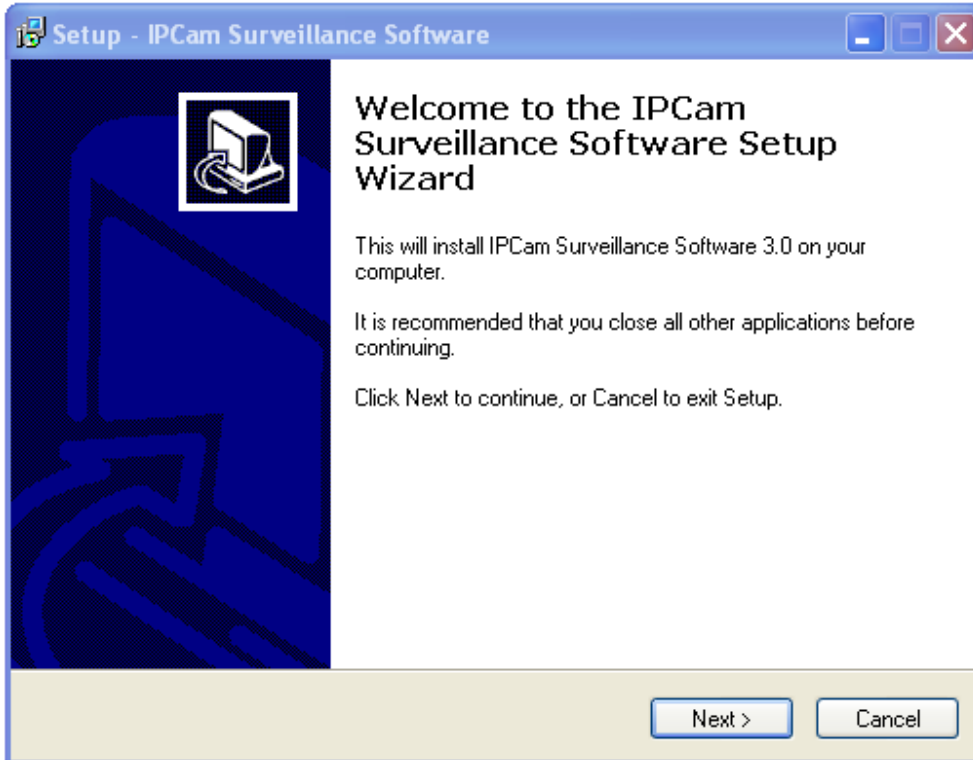 Setup - IPCam Surveillance Software
Welcome to the IPCam
Surveillance Software Setup
Wizard
This will install IPCam Surveillance Software 3.0 on your
computer.
It is recommended that you close all other applications before
continuing.
Click Next to continue, or Cancel to exit Setup.
Next >
Cancel